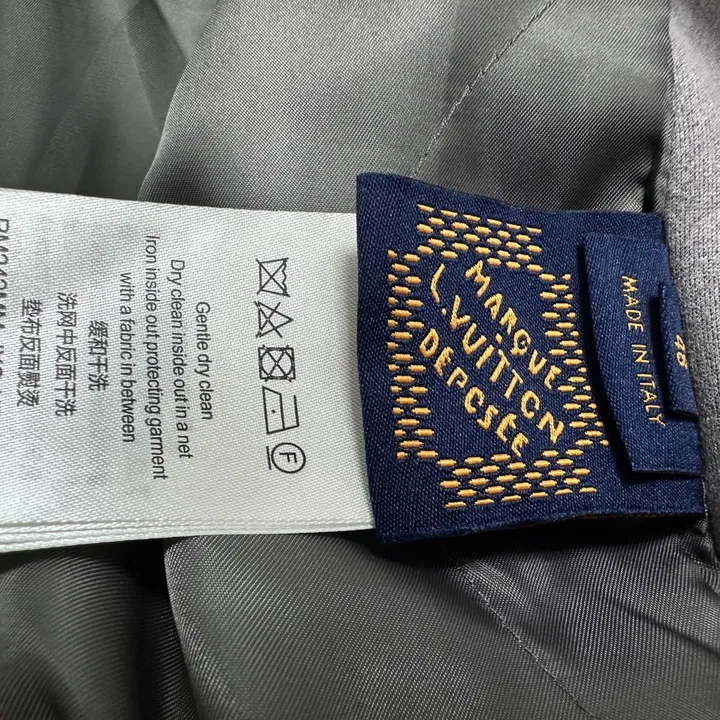 Gentle dry clean
Dry clean inside out in a net
Iron inside out protecting garment
with a fabric in between
缓和干洗
洗网中反面干洗
垫布反面熨烫
F
MARQUE
L.VUITTON
DÉPOSÉE
MADE IN ITALY
48